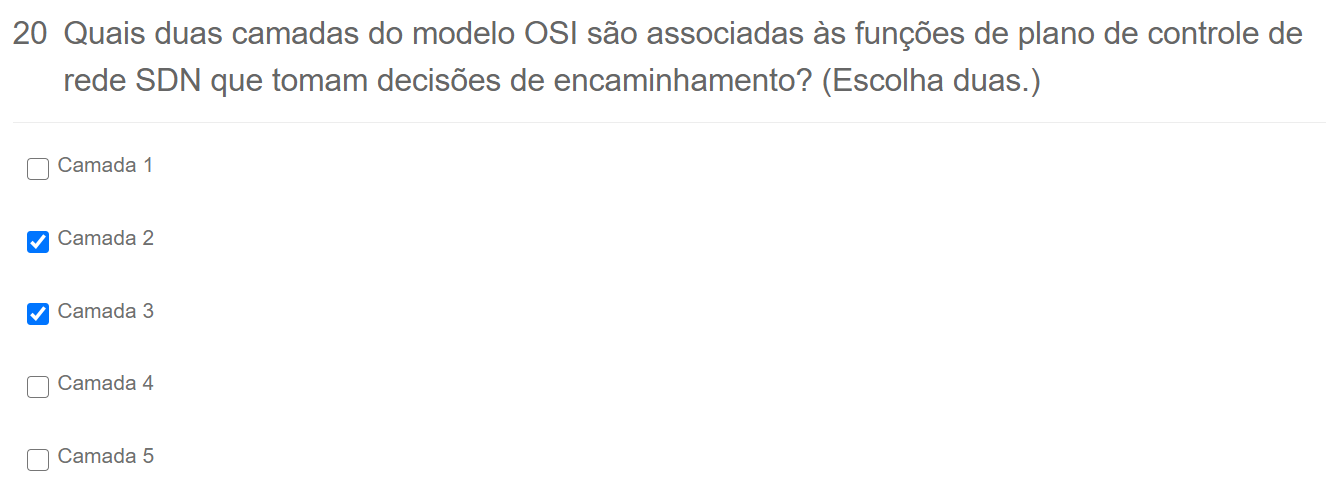 20 Quais duas camadas do modelo OSI são associadas às funções de plano de controle de
rede SDN que tomam decisões de encaminhamento? (Escolha duas.)
Camada 1
Camada 2
Camada 3
Camada 4
Camada 5